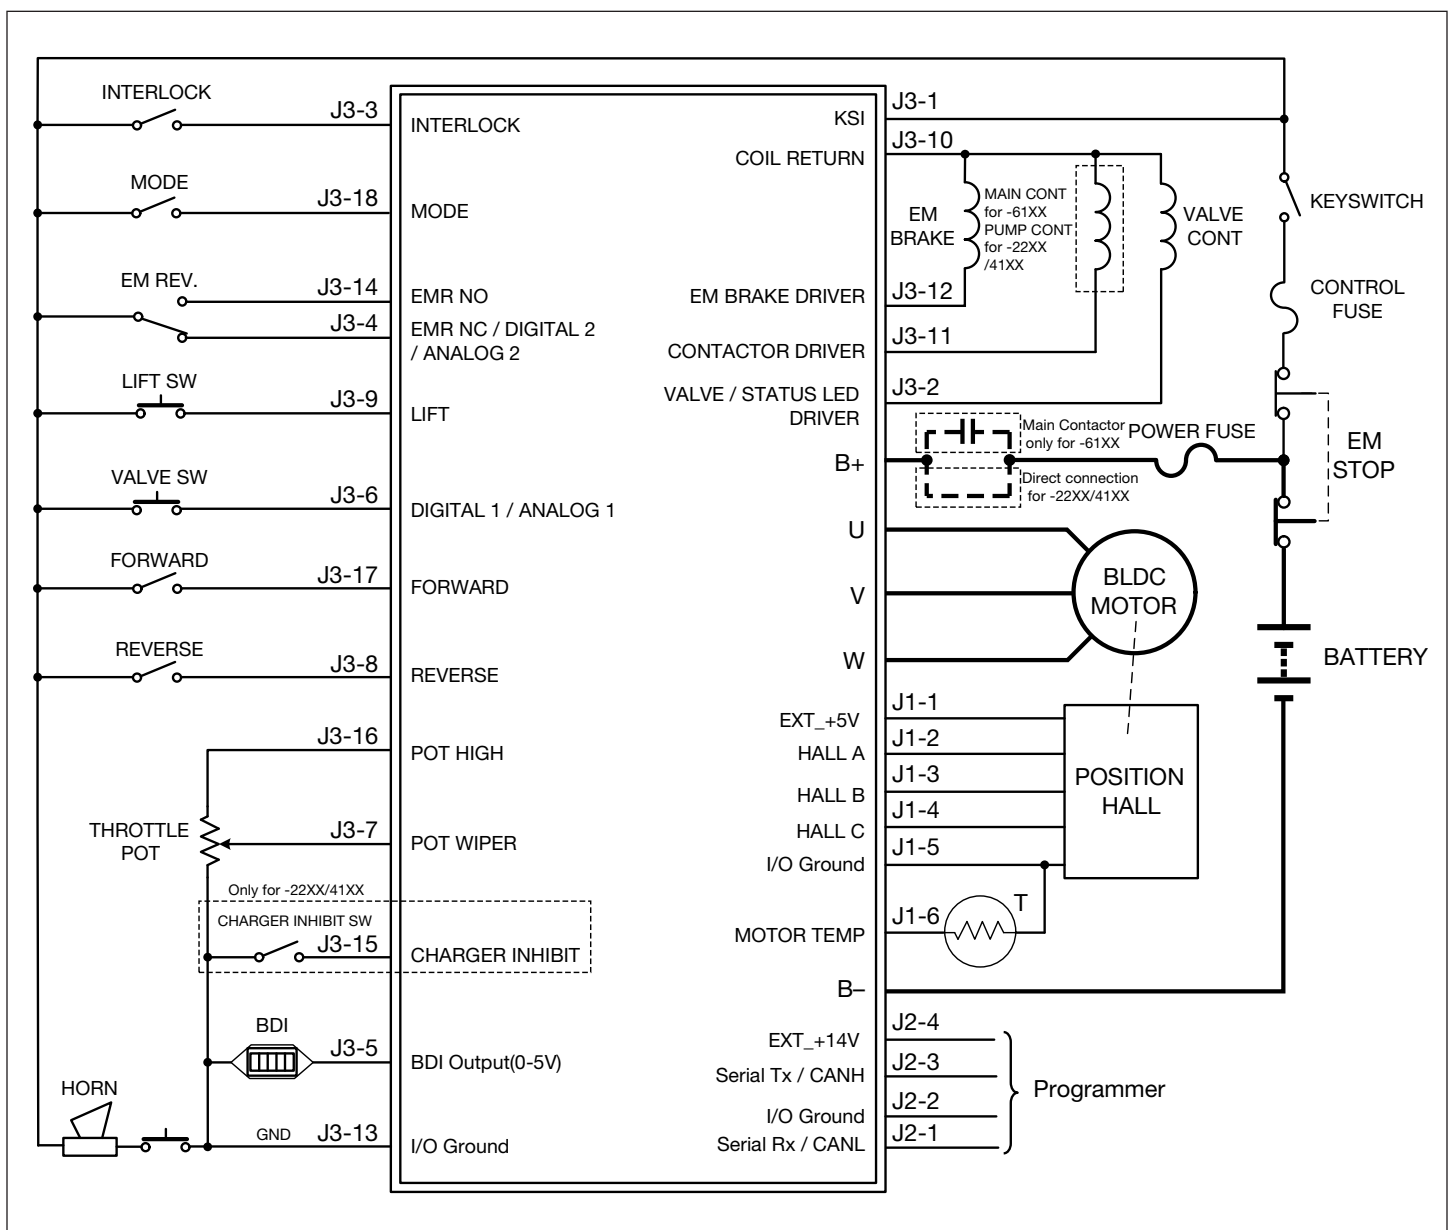 INTERLOCK
J3-3
INTERLOCK
MODE
J3-18
MODE
EM REV.
J3-14
EMR NO
J3-4
EMR NC / DIGITAL 2
/ ANALOG 2
LIFT SW
J3-9
LIFT
VALVE SW
J3-6
DIGITAL 1 / ANALOG 1
FORWARD
J3-17
FORWARD
REVERSE
J3-8
REVERSE
J3-16
POT HIGH
THROTTLE
POT
J3-7
POT WIPER
Only for -22XX/41XX
CHARGER INHIBIT SW
J3-15
CHARGER INHIBIT
BDI
J3-5
BDI Output(0-5V)
HORN
GND
J3-13
I/O Ground
KSI
J3-1
COIL RETURN
J3-10
EM
BRAKE
MAIN CONT
for -61XX
PUMP CONT
for -22XX
/41XX
VALVE
CONT
KEYSWITCH
CONTROL
FUSE
EM BRAKE DRIVER
J3-12
CONTACTOR DRIVER
J3-11
VALVE / STATUS LED
DRIVER
J3-2
Main Contactor
only for -61XX
POWER FUSE
EM
STOP
B+
Direct connection
for -22XX/41XX
U
V
W
BLDC
MOTOR
BATTERY
EXT_+5V
J1-1
HALL A
J1-2
HALL B
J1-3
HALL C
J1-4
I/O Ground
J1-5
POSITION
HALL
MOTOR TEMP
J1-6
T
B–
EXT_+14V
J2-4
Serial Tx / CANH
J2-3
I/O Ground
J2-2
Serial Rx / CANL
J2-1
Programmer